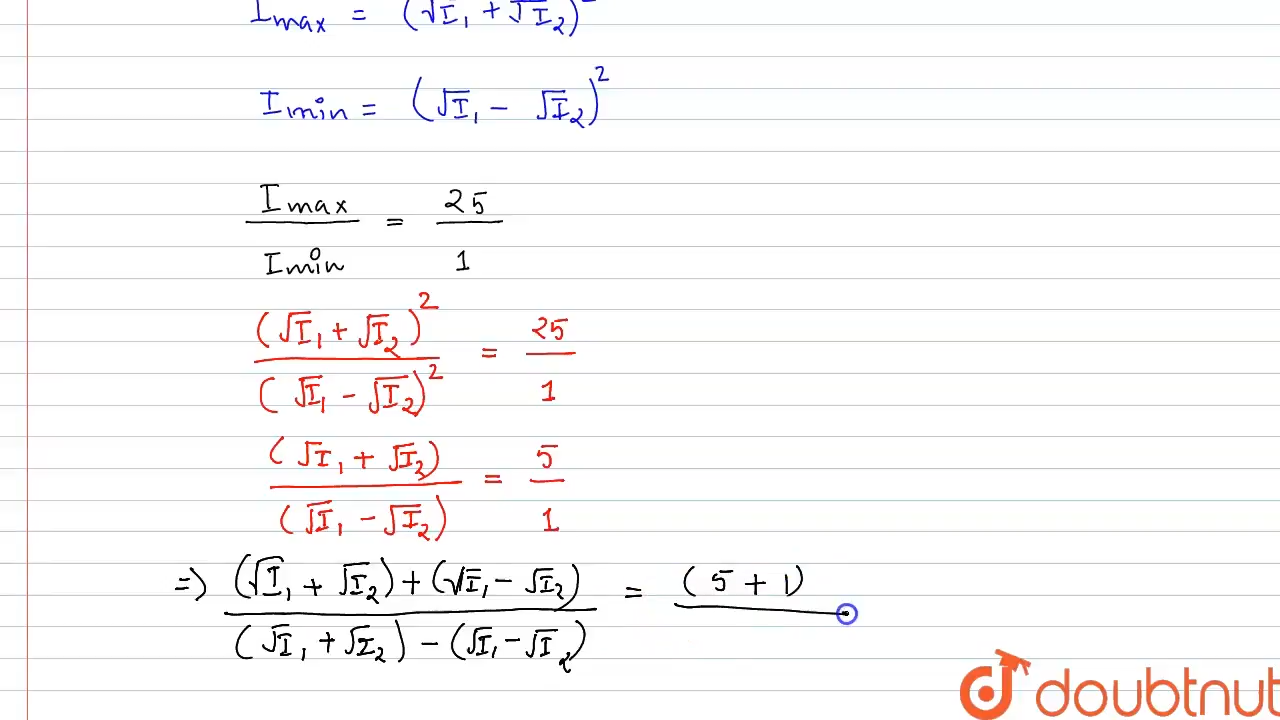 Imax = (√I₁ + √I₂)²
Imin = (√I₁ - √I₂)²
Imax / Imin = 25 / 1
(√I₁ + √I₂)² / (√I₁ - √I₂)² = 25 / 1
(√I₁ + √I₂) / (√I₁ - √I₂) = 5 / 1
=> (√I₁ + √I₂) + (√I₁ - √I₂) / (√I₁ + √I₂) - (√I₁ - √I₂) = (5 + 1)
doubtnut